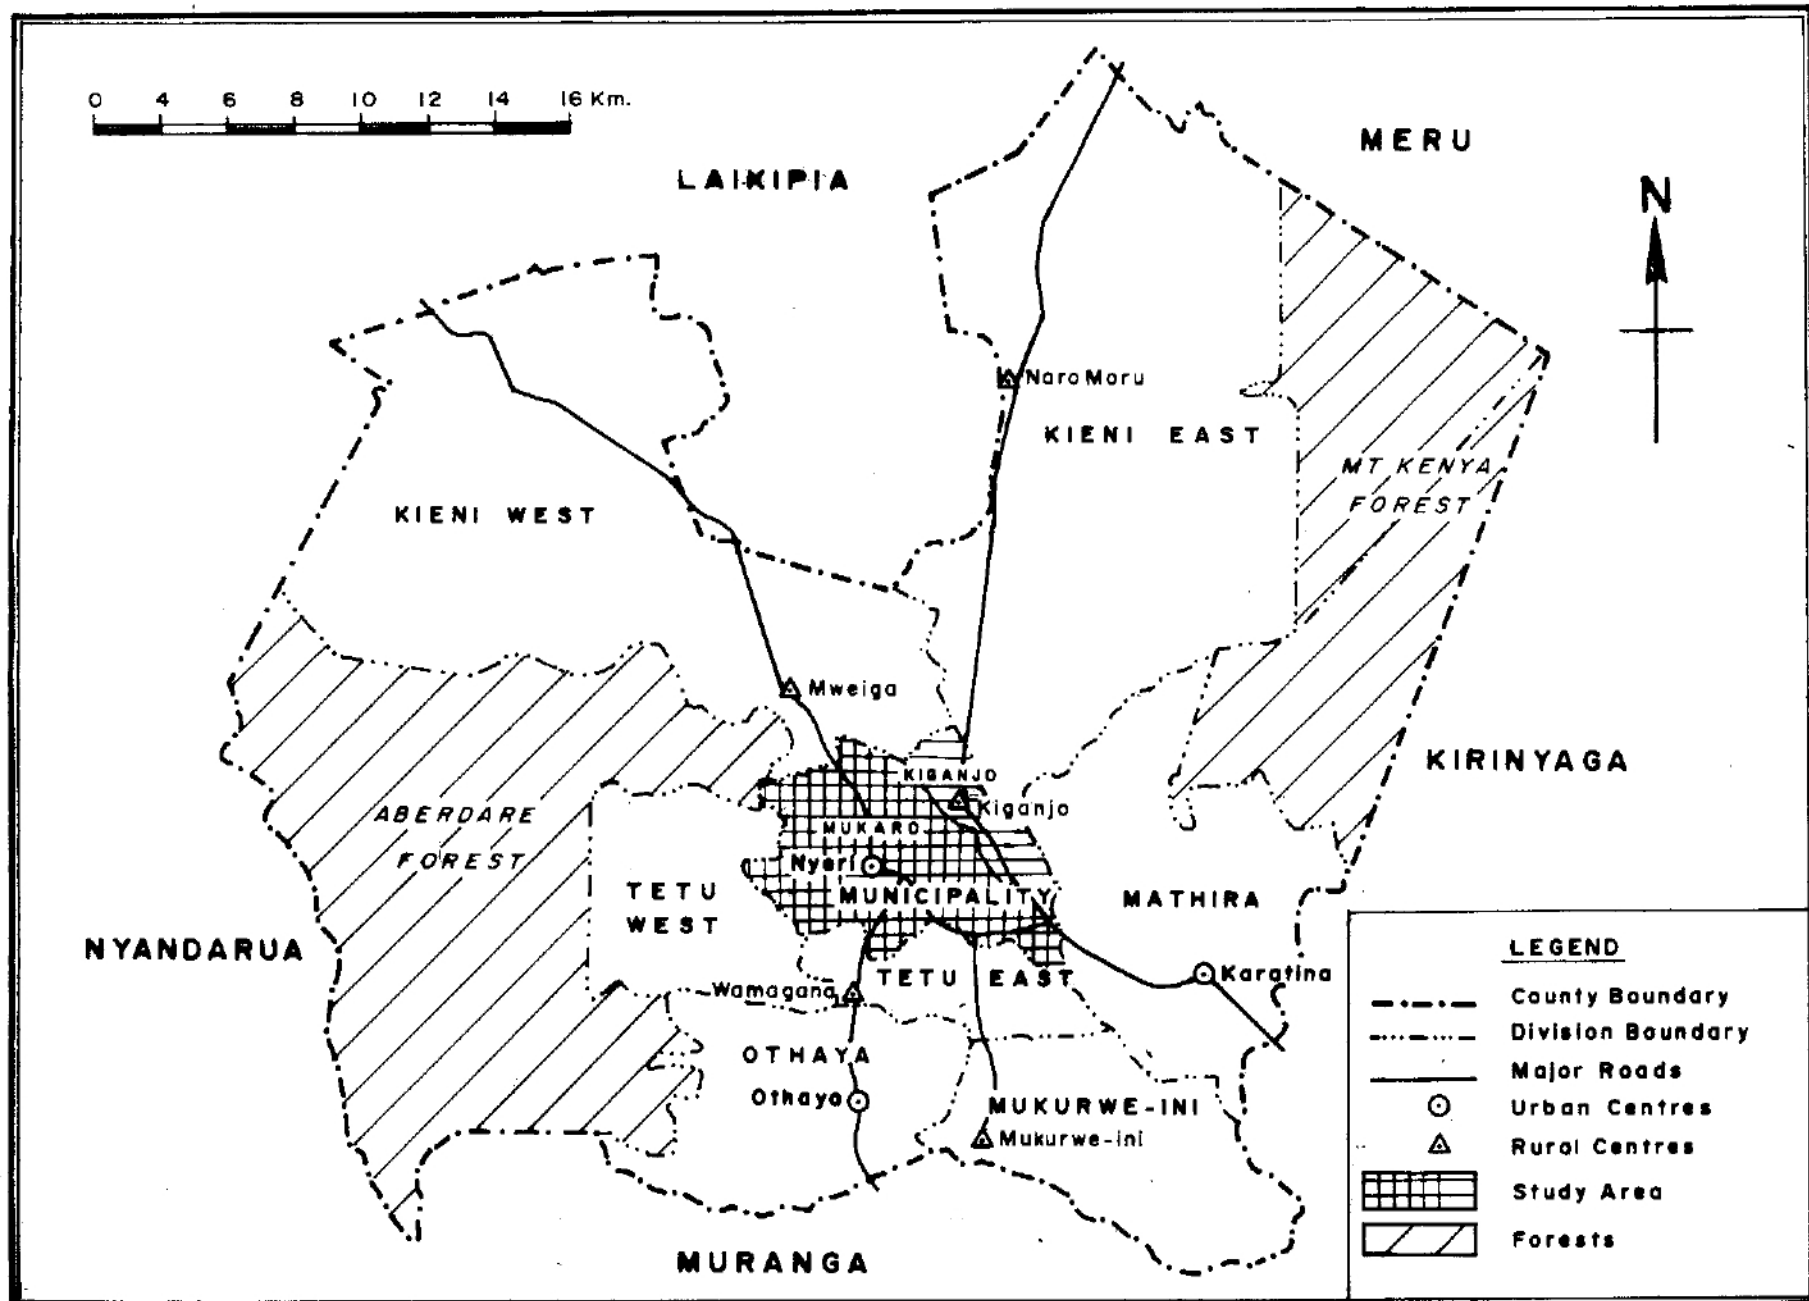 0 4 6 8 10 12 14 16 Km.
MERU
LAIKIPIA
N
Naro Moru
KIENI EAST
MT KENYA
FOREST
KIENI WEST
Mweiga
KIRINYAGA
KIGANJO
Kiganjo
ABERDARE
FOREST
MUKARO
Nyeri
TETU
WEST
MUNICIPALITY
MATHIRA
NYANDARUA
TETU EAST
Karatina
Wamagana
OTHAYA
Othaya
MUKURWE-INI
Mukurwe-ini
MURANGA
LEGEND
County Boundary
Division Boundary
Major Roads
Urban Centres
Rural Centres
Study Area
Forests